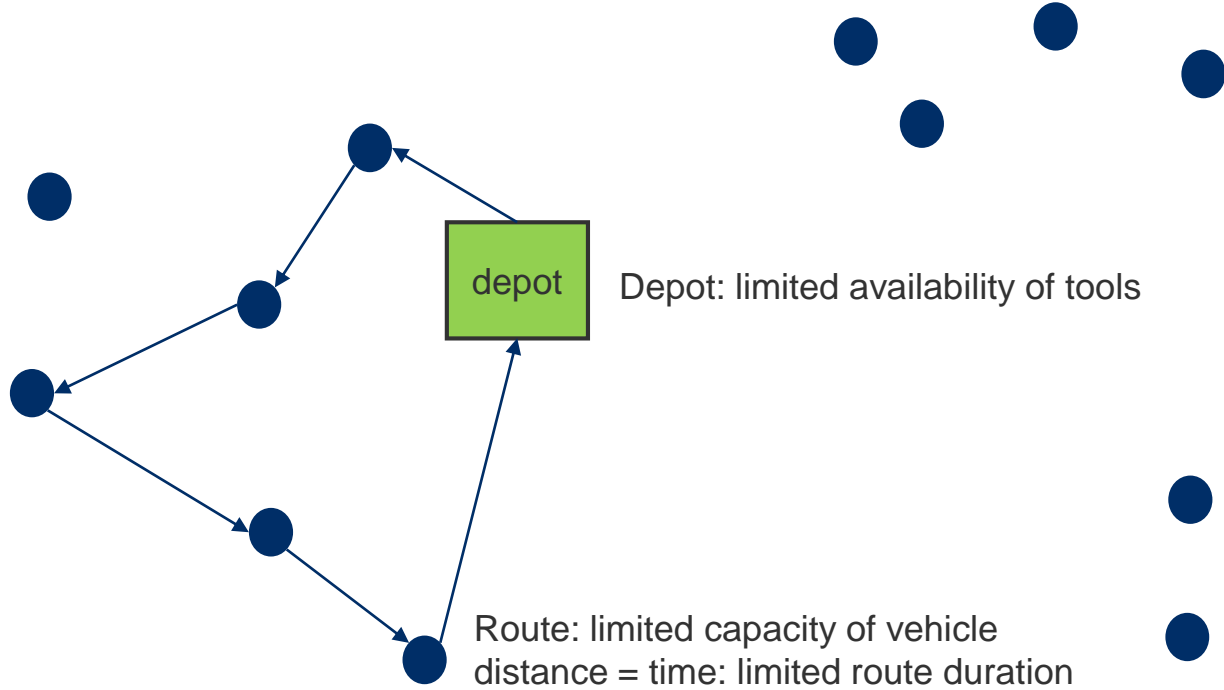 depot
Depot: limited availability of tools
Route: limited capacity of vehicle
distance = time: limited route duration